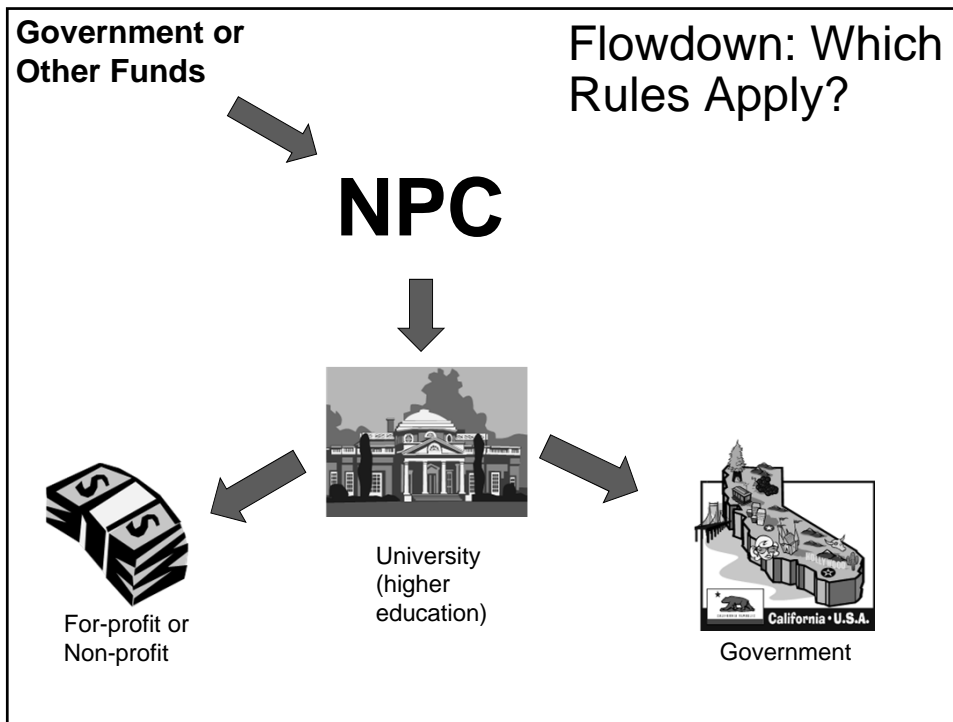 Government or
Other Funds
Flowdown: Which
Rules Apply?
NPC
University
(higher
education)
For-profit or
Non-profit
HOLLYWOOD
California • U.S.A.
Government